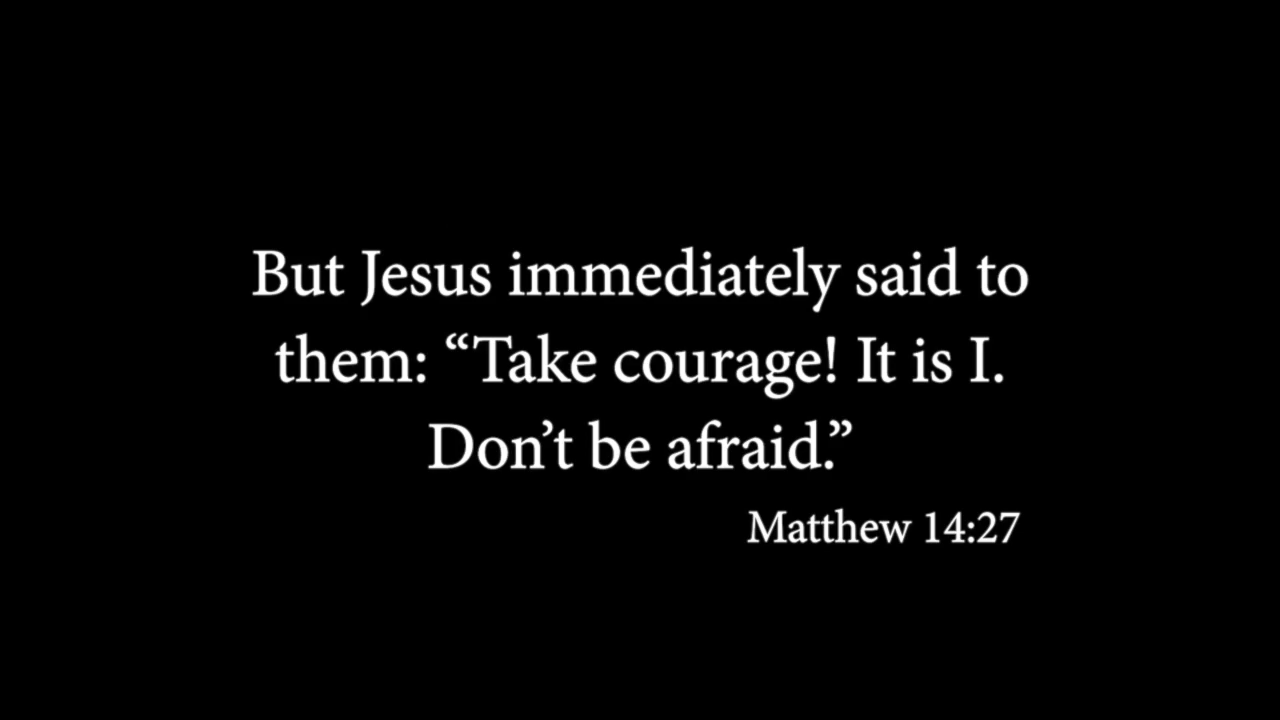 But Jesus immediately said to
them: “Take courage! It is I.
Don’t be afraid.”
Matthew 14:27